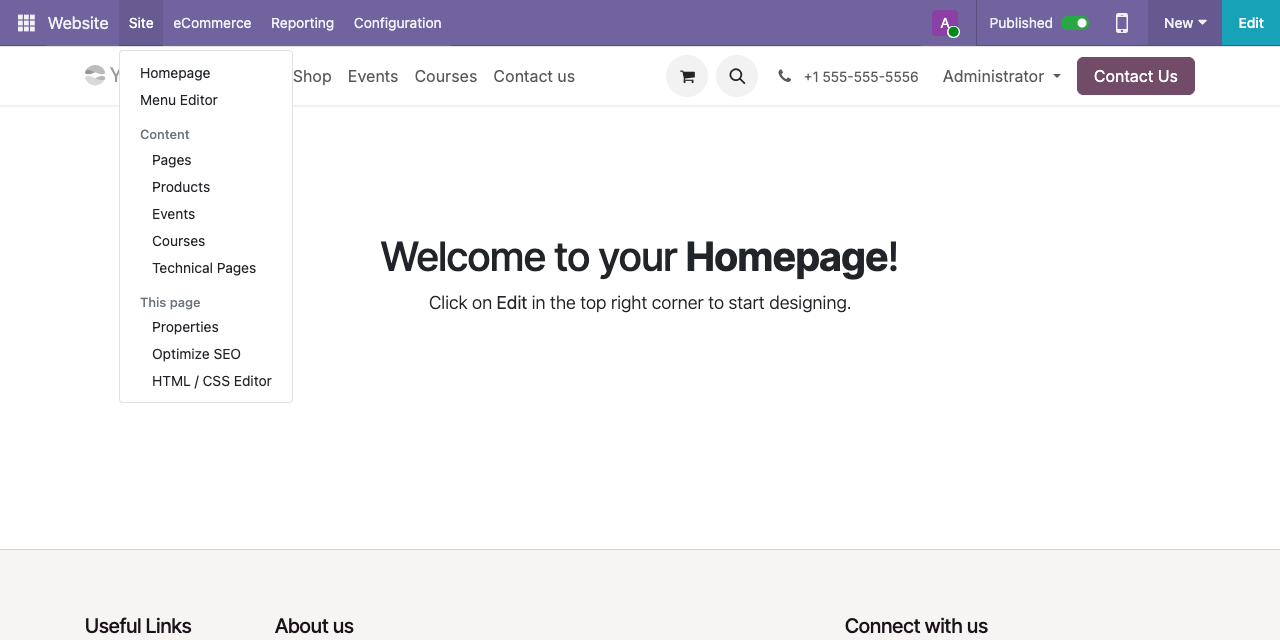 Website Site eCommerce Reporting Configuration A Published New Edit
Shop Events Courses Contact us +1 555-555-5556 Administrator Contact Us
Homepage
Menu Editor
Content
Pages
Products
Events
Courses
Technical Pages
This page
Properties
Optimize SEO
HTML / CSS Editor
Welcome to your Homepage!
Click on Edit in the top right corner to start designing.
Useful Links About us Connect with us